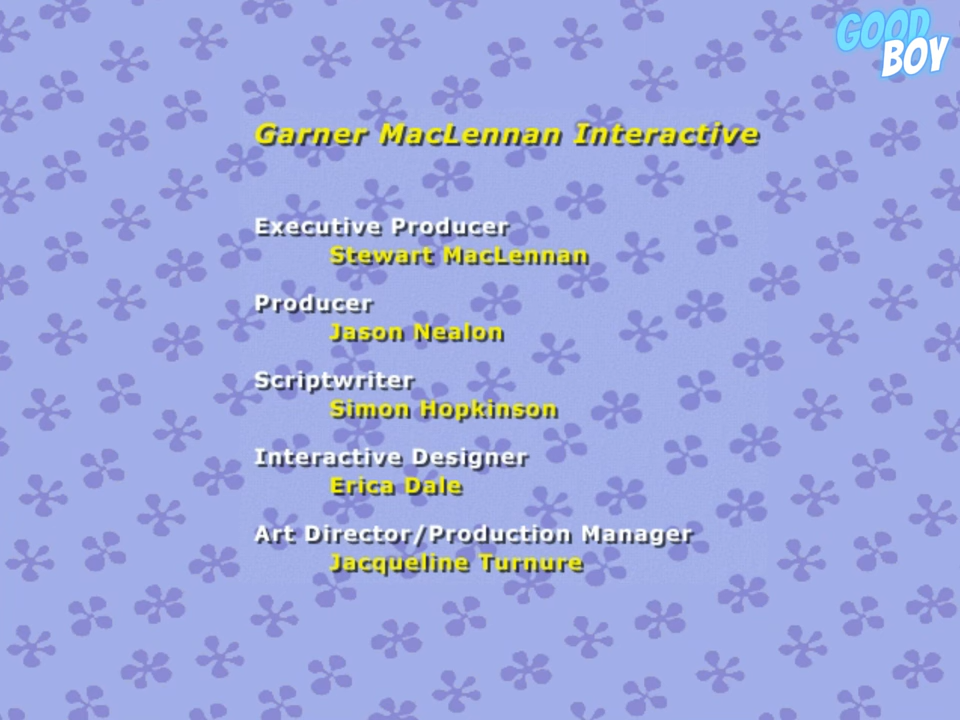 GOOD
BOY
Garner MacLennan Interactive
Executive Producer
Stewart MacLennan
Producer
Jason Nealon
Scriptwriter
Simon Hopkinson
Interactive Designer
Erica Dale
Art Director/Production Manager
Jacqueline Turnure